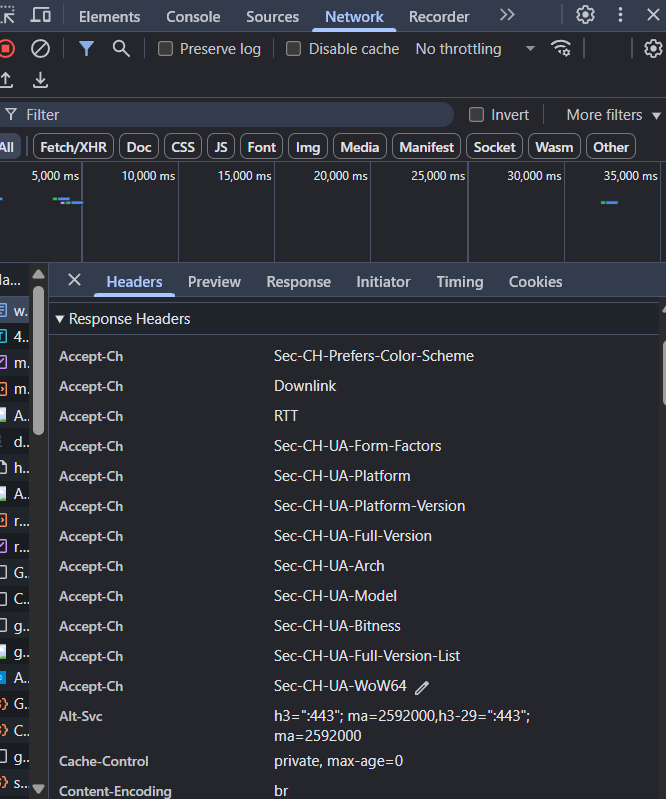 Elements Console Sources Network Recorder
Preserve log Disable cache No throttling
Filter Invert More filters
All Fetch/XHR Doc CSS JS Font Img Media Manifest Socket Wasm Other
5,000 ms 10,000 ms 15,000 ms 20,000 ms 25,000 ms 30,000 ms 35,000 ms
Headers Preview Response Initiator Timing Cookies
w...
Response Headers
4...
Accept-Ch Sec-CH-Prefers-Color-Scheme
m...
Accept-Ch Downlink
m...
Accept-Ch RTT
A...
d...
Accept-Ch Sec-CH-UA-Form-Factors
h...
Accept-Ch Sec-CH-UA-Platform
A...
Accept-Ch Sec-CH-UA-Platform-Version
r...
Accept-Ch Sec-CH-UA-Full-Version
r...
Accept-Ch Sec-CH-UA-Arch
G...
Accept-Ch Sec-CH-UA-Model
C...
g...
Accept-Ch Sec-CH-UA-Bitness
g...
Accept-Ch Sec-CH-UA-Full-Version-List
A...
Accept-Ch Sec-CH-UA-WoW64
G...
Alt-Svc h3=":443"; ma=2592000,h3-29=":443";
C...
ma=2592000
g...
Cache-Control private, max-age=0
s...
Content-Encoding br